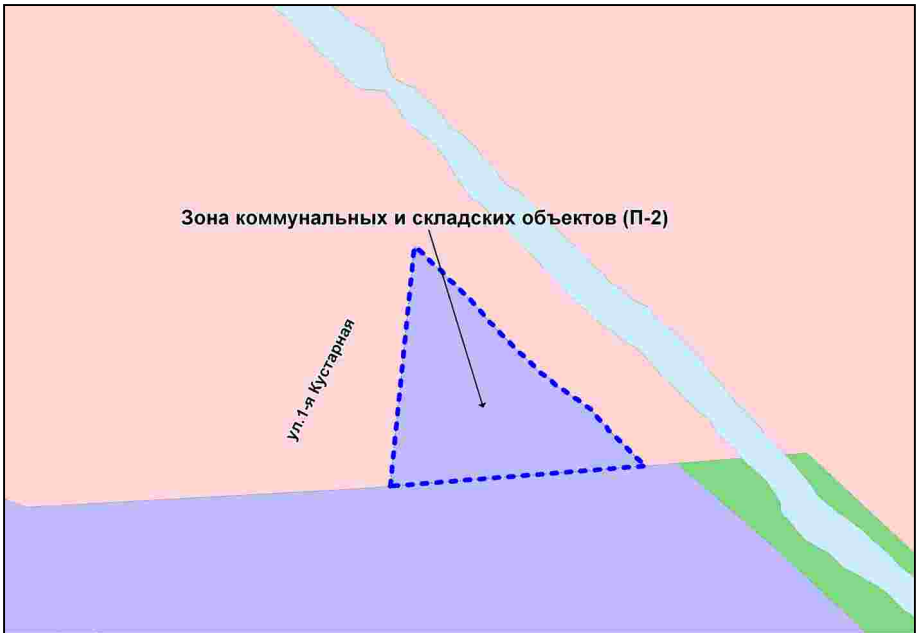 Зона коммунальных и складских объектов (П-2)
ул.1-я Кустарная